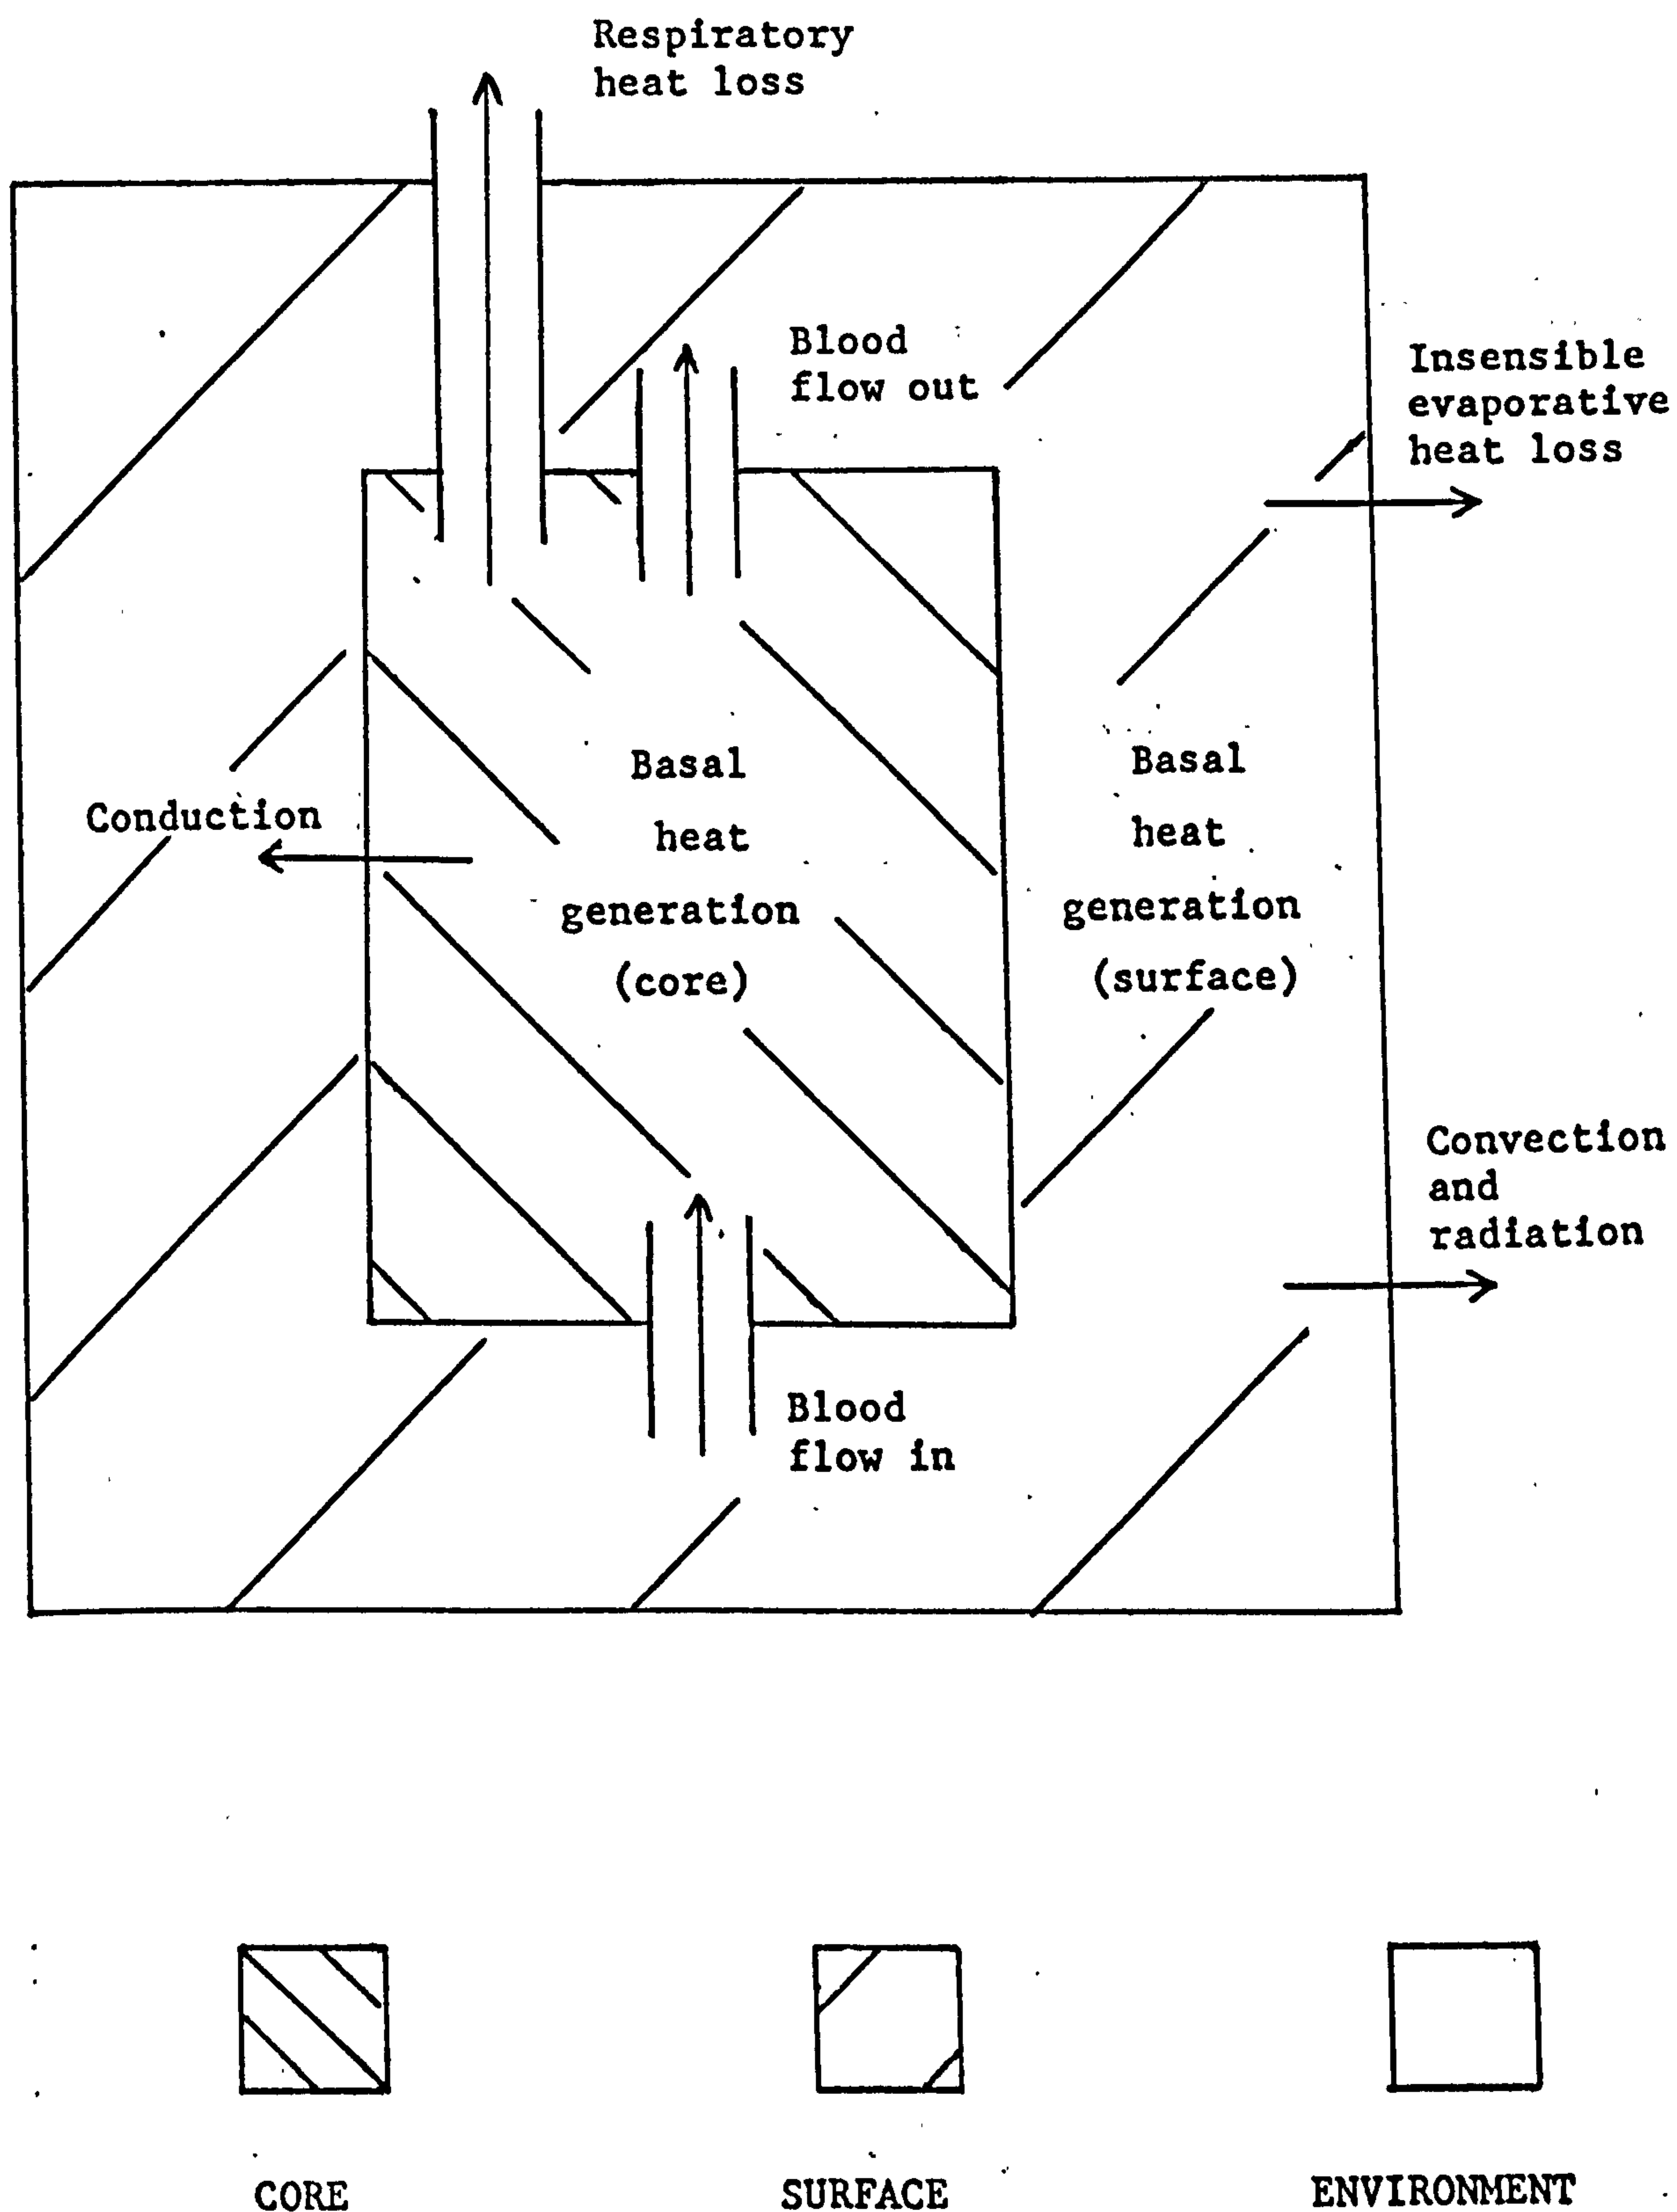 Respiratory
heat loss
Blood
flow out
Insensible
evaporative
heat loss
Conduction
Basal
heat
generation
(core)
Basal
heat
generation
(surface)
Convection
and
radiation
Blood
flow in
CORE
SURFACE
ENVIRONMENT